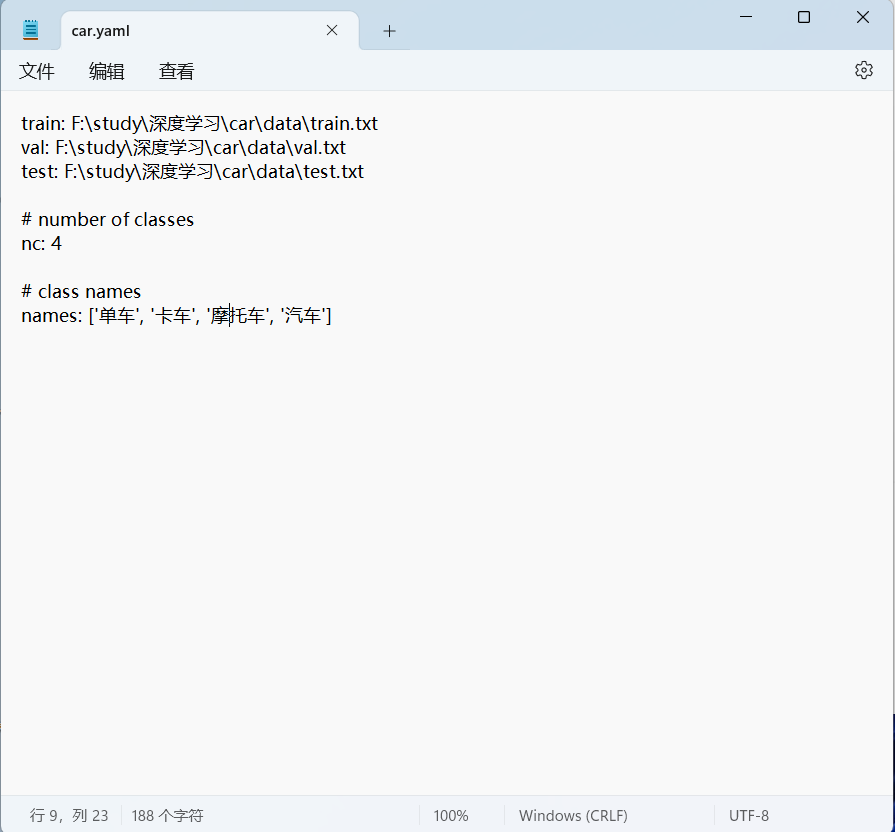 car.yaml
文件 编辑 查看
train: F:\study\深度学习\car\data\train.txt
val: F:\study\深度学习\car\data\val.txt
test: F:\study\深度学习\car\data\test.txt
# number of classes
nc: 4
# class names
names: ['单车', '卡车', '摩托车', '汽车']
行 9，列 23 188 个字符 100% Windows (CRLF) UTF-8